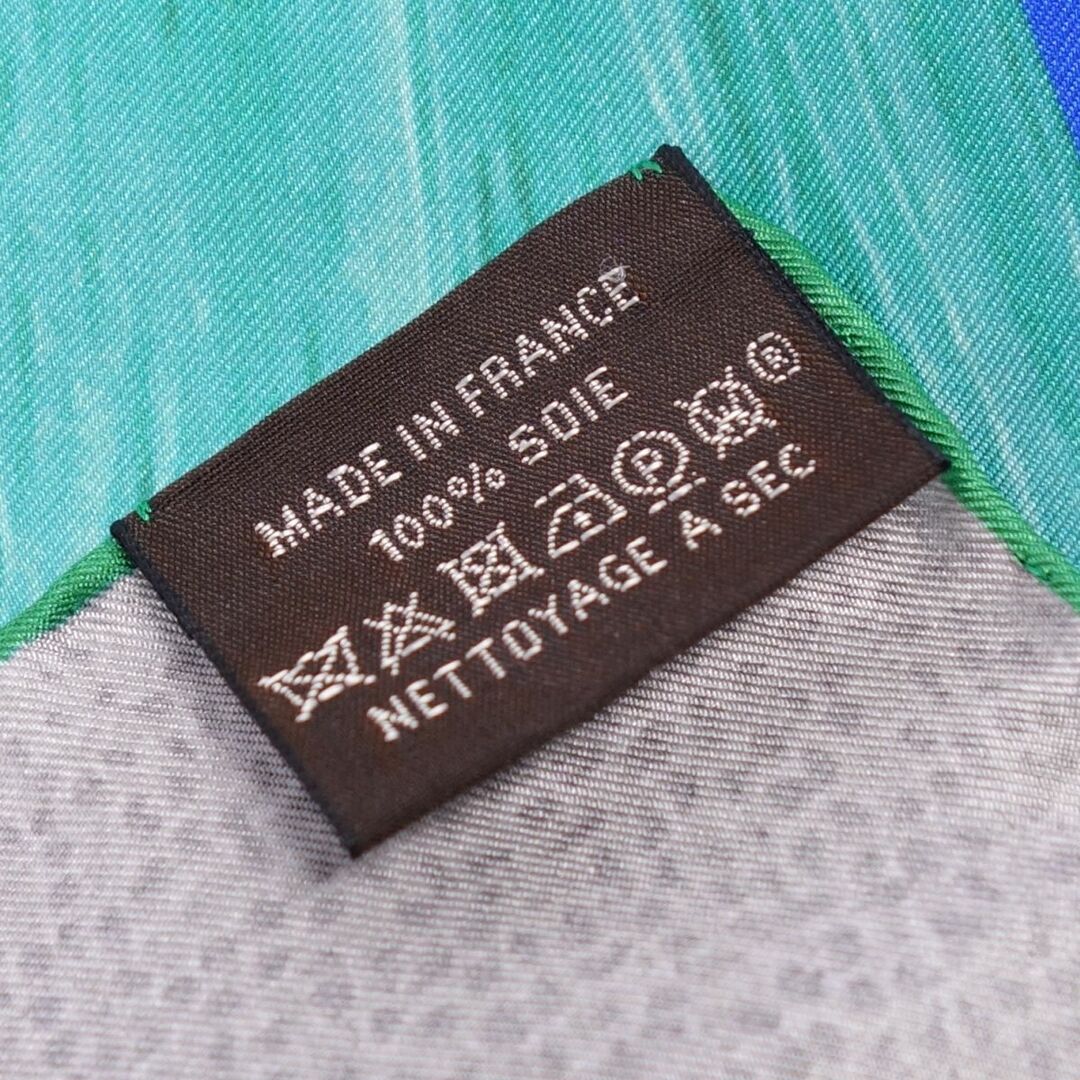 MADE IN FRANCE
100% SOIE
P W ®
NETTOYAGE A SEC